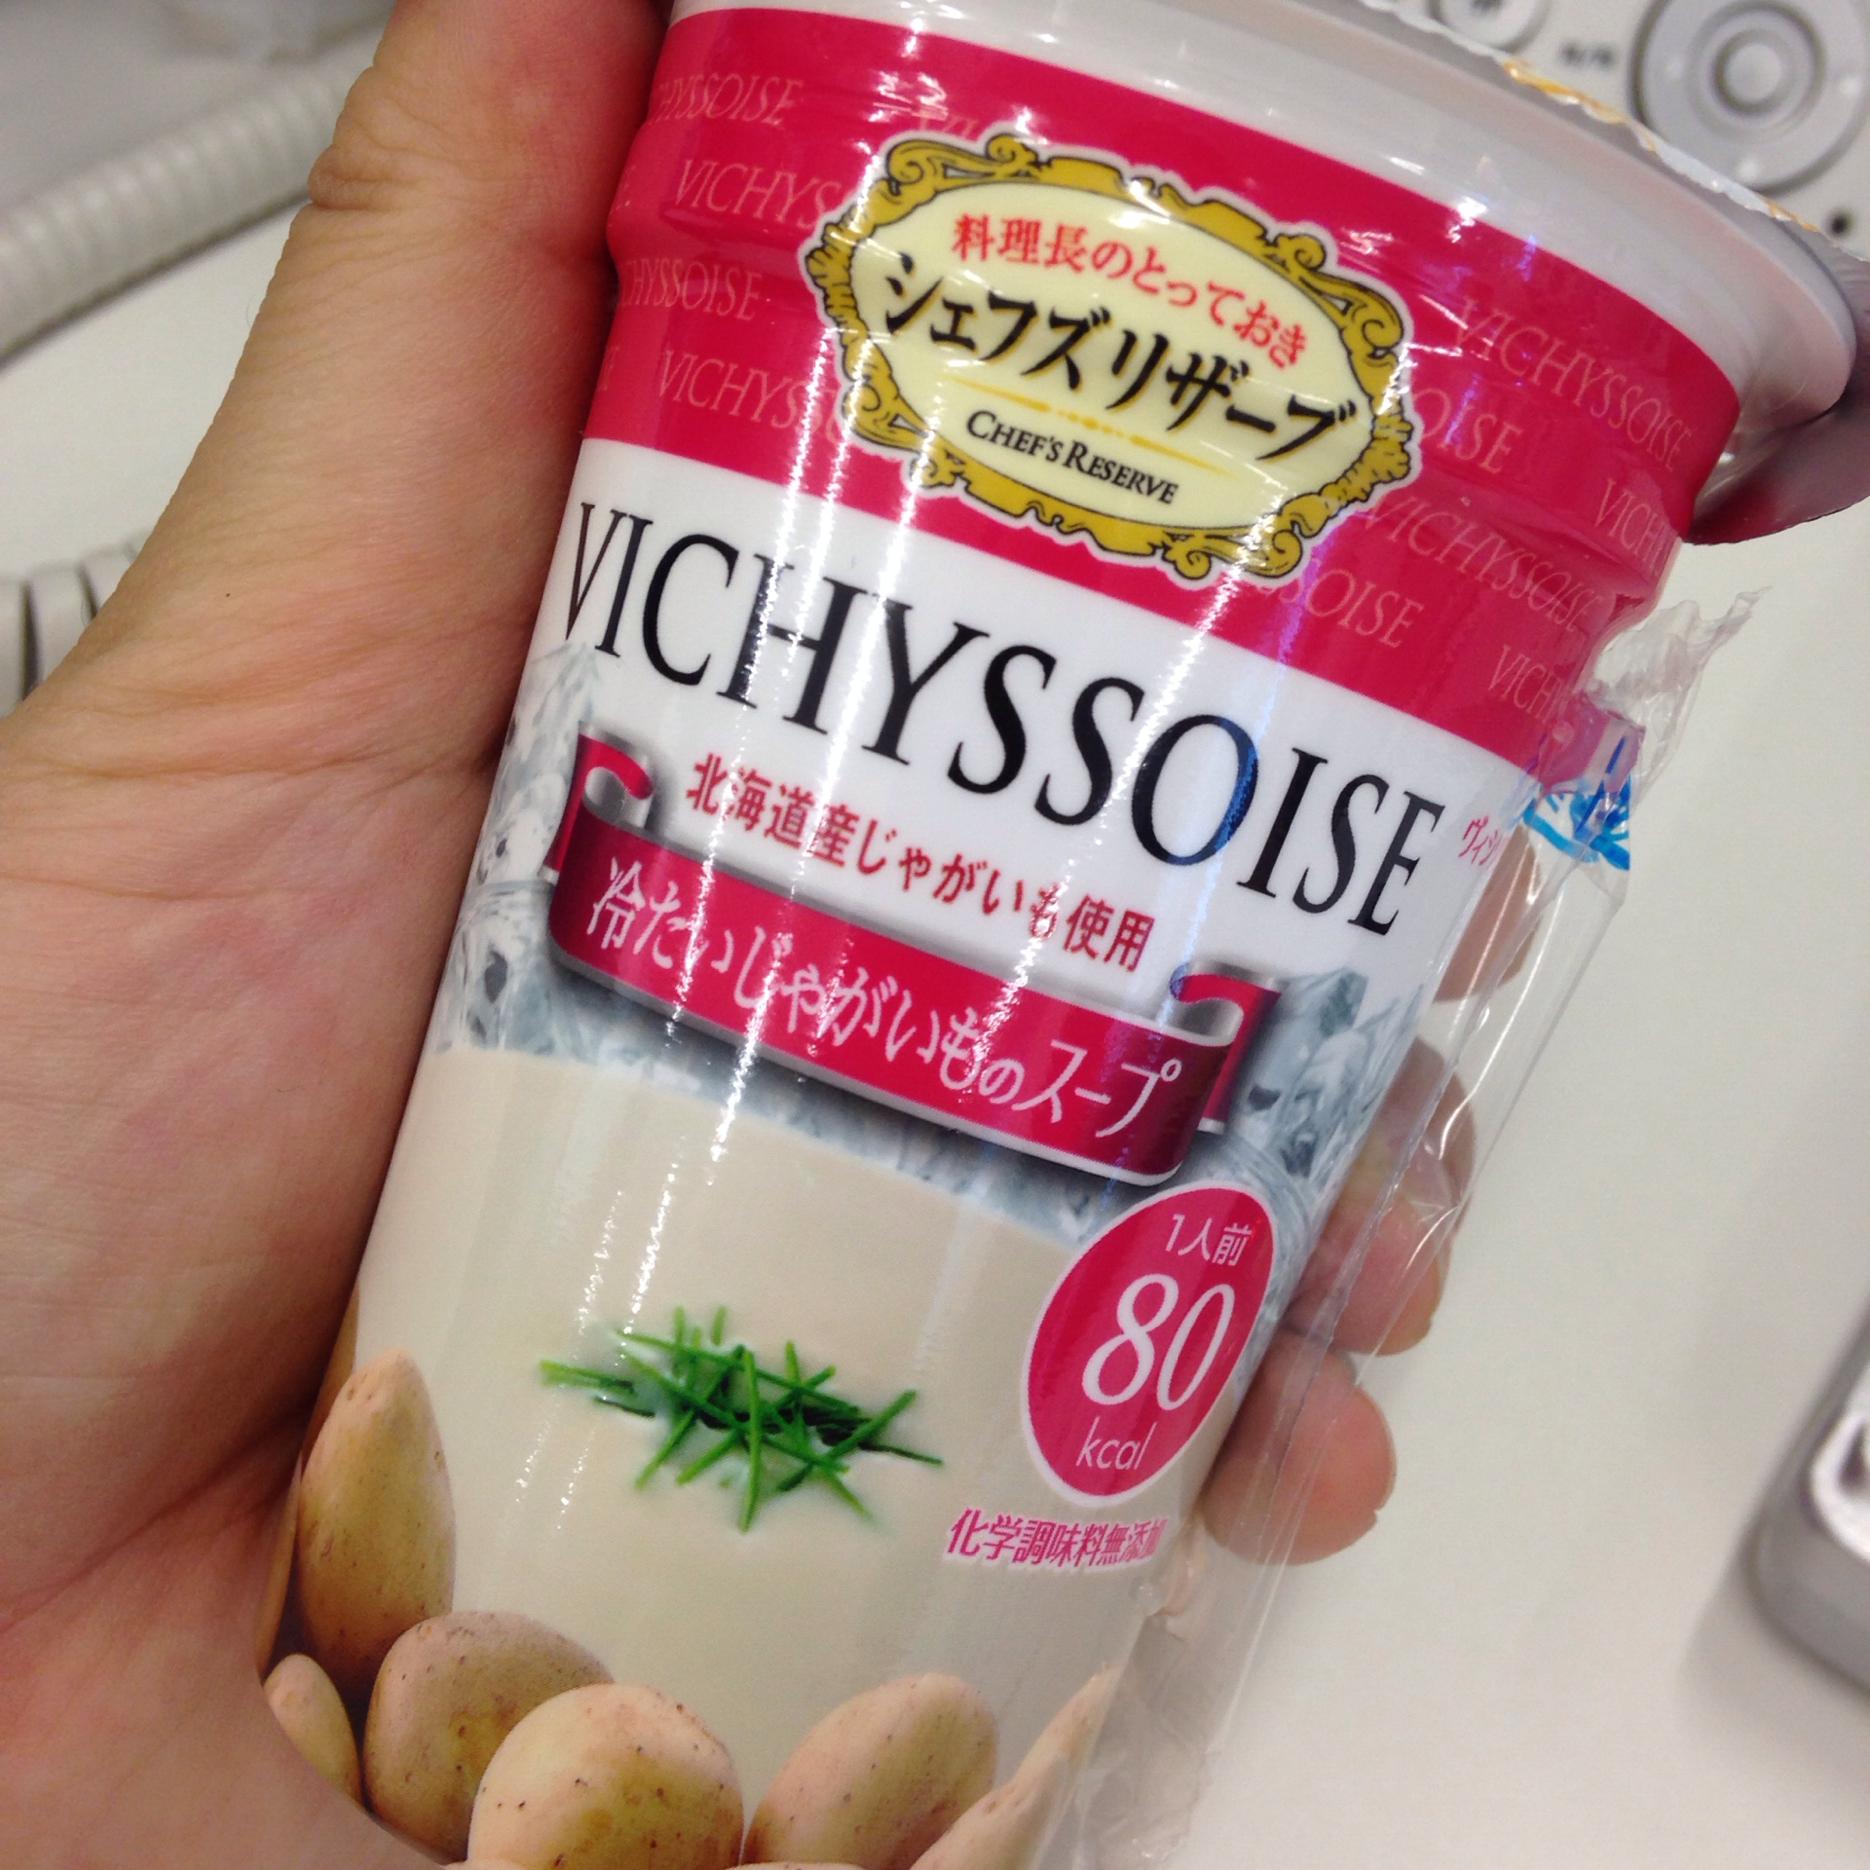 VICHYSSOISE
料理長のとっておき
シェフズリザーブ
CHEF'S RESERVE
VICHYSSOISE
北海道産じゃがいも使用
冷たいじゃがいものスープ
1人前
80
kcal
化学調味料無添加